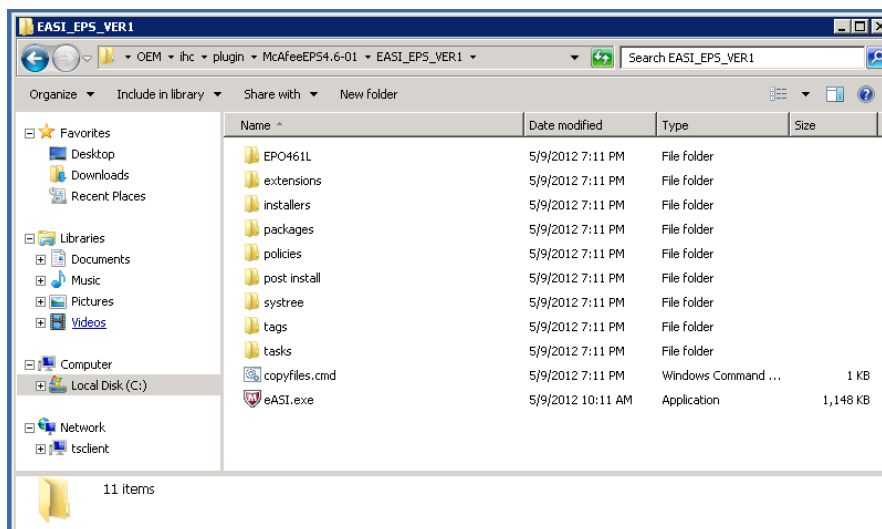 EASI_EPS_VER1
OEM ihc plugin McAfeeEPS4.6-01 EASI_EPS_VER1 Search EASI_EPS_VER1
Organize Include in library Share with New folder
Name Date modified Type Size
Favorites
Desktop
Downloads
Recent Places
Libraries
Documents
Music
Pictures
Videos
Computer
Local Disk (C:)
Network
tsclient
EPO461L 5/9/2012 7:11 PM File folder
extensions 5/9/2012 7:11 PM File folder
installers 5/9/2012 7:11 PM File folder
packages 5/9/2012 7:11 PM File folder
policies 5/9/2012 7:11 PM File folder
post install 5/9/2012 7:11 PM File folder
systree 5/9/2012 7:11 PM File folder
tags 5/9/2012 7:11 PM File folder
tasks 5/9/2012 7:11 PM File folder
copyfiles.cmd 5/9/2012 7:11 PM Windows Command ... 1 KB
eASI.exe 5/9/2012 10:11 AM Application 1,148 KB
11 items